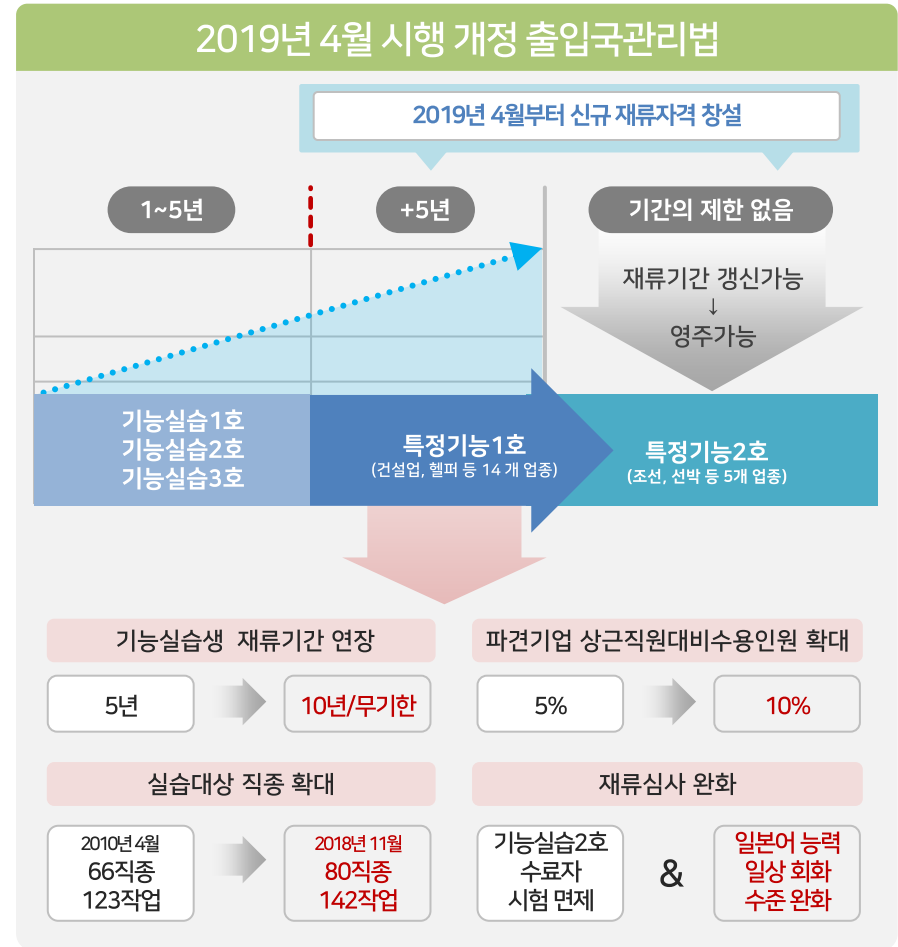 2019년 4월 시행 개정 출입국관리법
2019년 4월부터 신규 재류자격 창설
1~5년
+5년
기간의 제한 없음
재류기간 갱신가능
↓
영주가능
기능실습1호
기능실습2호
기능실습3호
특정기능1호
(건설업, 헬퍼 등 14 개 업종)
특정기능2호
(조선, 선박 등 5개 업종)
기능실습생 재류기간 연장
5년
10년/무기한
파견기업 상근직원대비수용인원 확대
5%
10%
실습대상 직종 확대
2010년 4월
66직종
123작업
2018년 11월
80직종
142작업
재류심사 완화
기능실습2호
수료자
시험 면제
&
일본어 능력
일상 회화
수준 완화